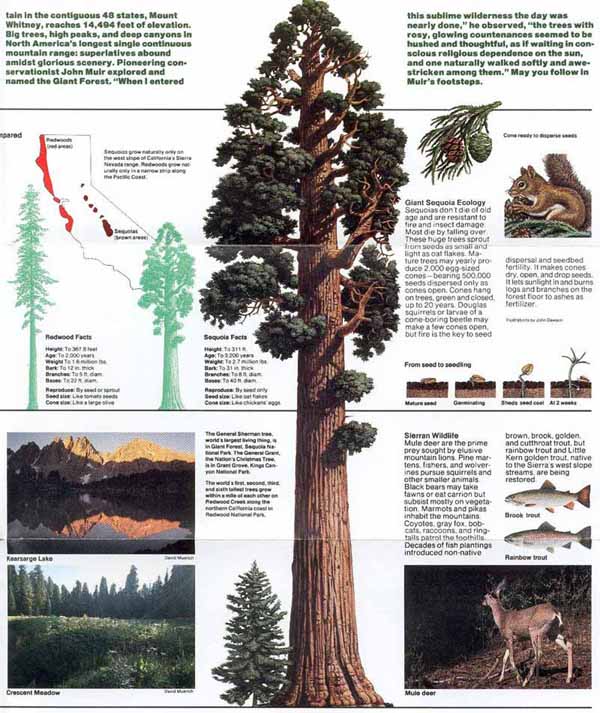 tain in the contiguous 48 states, Mount
Whitney, reaches 14,494 feet of elevation.
Big trees, high peaks, and deep canyons in
North America's longest single continuous
mountain range: superlatives abound
amidst glorious scenery. Pioneering con-
servationist John Muir explored and
named the Giant Forest. "When I entered
this sublime wilderness the day was
nearly done," he observed, "the trees with
rosy, glowing countenances seemed to be
hushed and thoughtful, as if waiting in con-
scious religious dependence on the sun,
and one naturally walked softly and awe-
stricken among them." May you follow in
Muir's footsteps.
mpared
Redwoods
(red areas)
Sequoias grow naturally only on
the west slope of California's Sierra
Nevada range. Redwoods grow nat-
urally only in a narrow strip along
the Pacific Coast.
Sequoias
(brown areas)
Redwood Facts
Height: To 367.8 feet
Age: To 2,000 years
Weight To 1.6 million lbs.
Bark: To 12 in. thick
Branches: To 5 ft. diam.
Bases: To 22 ft. diam.
Reproduce: By seed or sprout
Seed size: Like tomato seeds
Cone size: Like a large olive
Sequoia Facts
Height: To 311 ft.
Age: To 3,200 years
Weight: To 2.7 million lbs.
Bark: To 31 in. thick
Branches: To 8 ft. diam.
Bases: To 40 ft. diam.
Reproduce: By seed only
Seed size: Like oat flakes
Cone size: Like chickens' eggs
Cone ready to disperse seeds
Giant Sequoia Ecology
Sequoias don't die of old
age and are resistant to
fire and insect damage.
Most die by falling over.
These huge trees sprout
from seeds as small and
light as oat flakes. Ma-
ture trees may yearly pro-
duce 2,000 egg-sized
cones—bearing 500,000
seeds dispersed only as
cones open. Cones hang
on trees, green and closed,
up to 20 years. Douglas
squirrels or larvae of a
cone-boring beetle may
make a few cones open,
but fire is the key to seed
dispersal and seedbed
fertility. It makes cones
dry, open, and drop seeds.
It lets sunlight in and burns
logs and branches on the
forest floor to ashes as
fertilizer.
Illustrations by John Dawson
From seed to seedling
Mature seed
Germinating
Sheds seed coat
At 2 weeks
The General Sherman tree,
world's largest living thing, is
in Giant Forest, Sequoia Na-
tional Park. The General Grant,
the Nation's Christmas Tree,
is in Grant Grove, Kings Can-
yon National Park.
The world's first, second, third,
and sixth tallest trees grow
within a mile of each other on
Redwood Creek along the
northern California coast in
Redwood National Park.
Kearsarge Lake
David Muench
Crescent Meadow
David Muench
Sierran Wildlife
Mule deer are the prime
prey sought by elusive
mountain lions. Pine mar-
tens, fishers, and wolver-
ines pursue squirrels and
other smaller animals.
Black bears may take
fawns or eat carrion but
subsist mostly on vegeta-
tion. Marmots and pikas
inhabit the mountains.
Coyotes, gray fox, bob-
cats, raccoons, and ring-
tails patrol the foothills.
Decades of fish plantings
introduced non-native
brown, brook, golden,
and cutthroat trout, but
rainbow trout and Little
Kern golden trout, native
to the Sierra's west slope
streams, are being
restored.
Brook trout
Rainbow trout
Mule deer